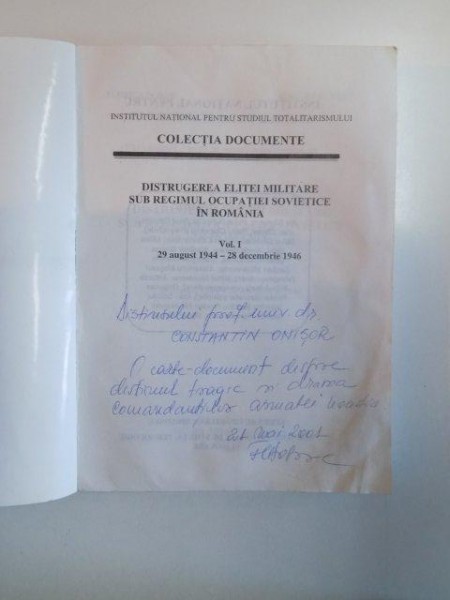 INSTITUTUL NAȚIONAL PENTRU STUDIUL TOTALITARISMULUI
COLECȚIA DOCUMENTE
DISTRUGEREA ELITEI MILITARE
SUB REGIMUL OCUPAȚIEI SOVIETICE
ÎN ROMÂNIA
Vol. I
29 august 1944 – 28 decembrie 1946
Distinsului prof. univ. dr.
CONSTANTIN ONIȘOR
O carte-document despre
destinul tragic și drama
comandanților armatei noastre
21 mai 2001